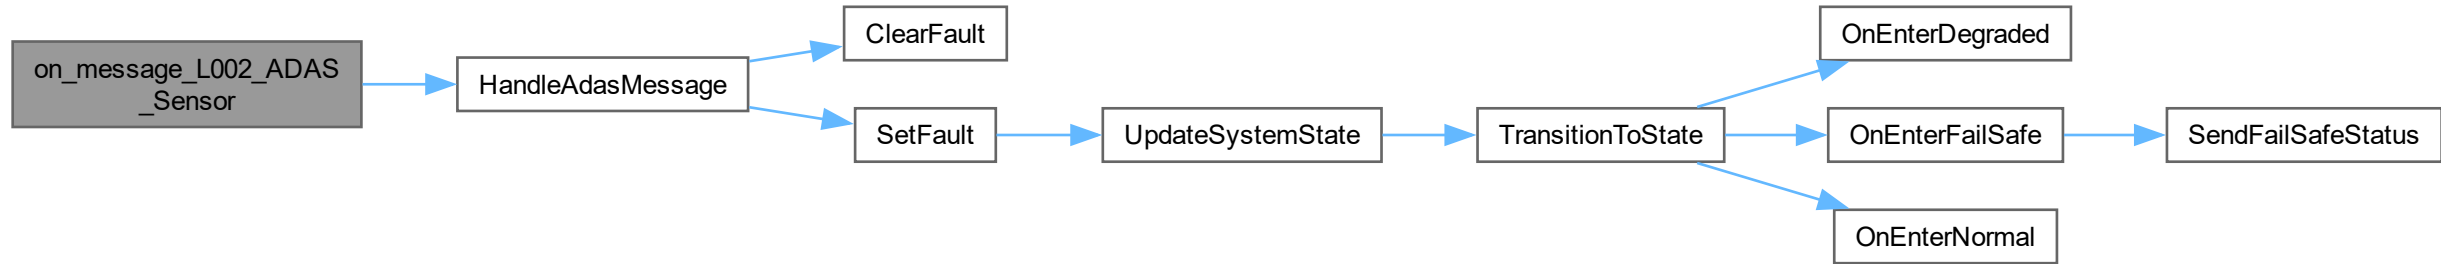 on_message_L002_ADAS
_Sensor
HandleAdasMessage
ClearFault
SetFault
UpdateSystemState
TransitionToState
OnEnterDegraded
OnEnterFailSafe
SendFailSafeStatus
OnEnterNormal